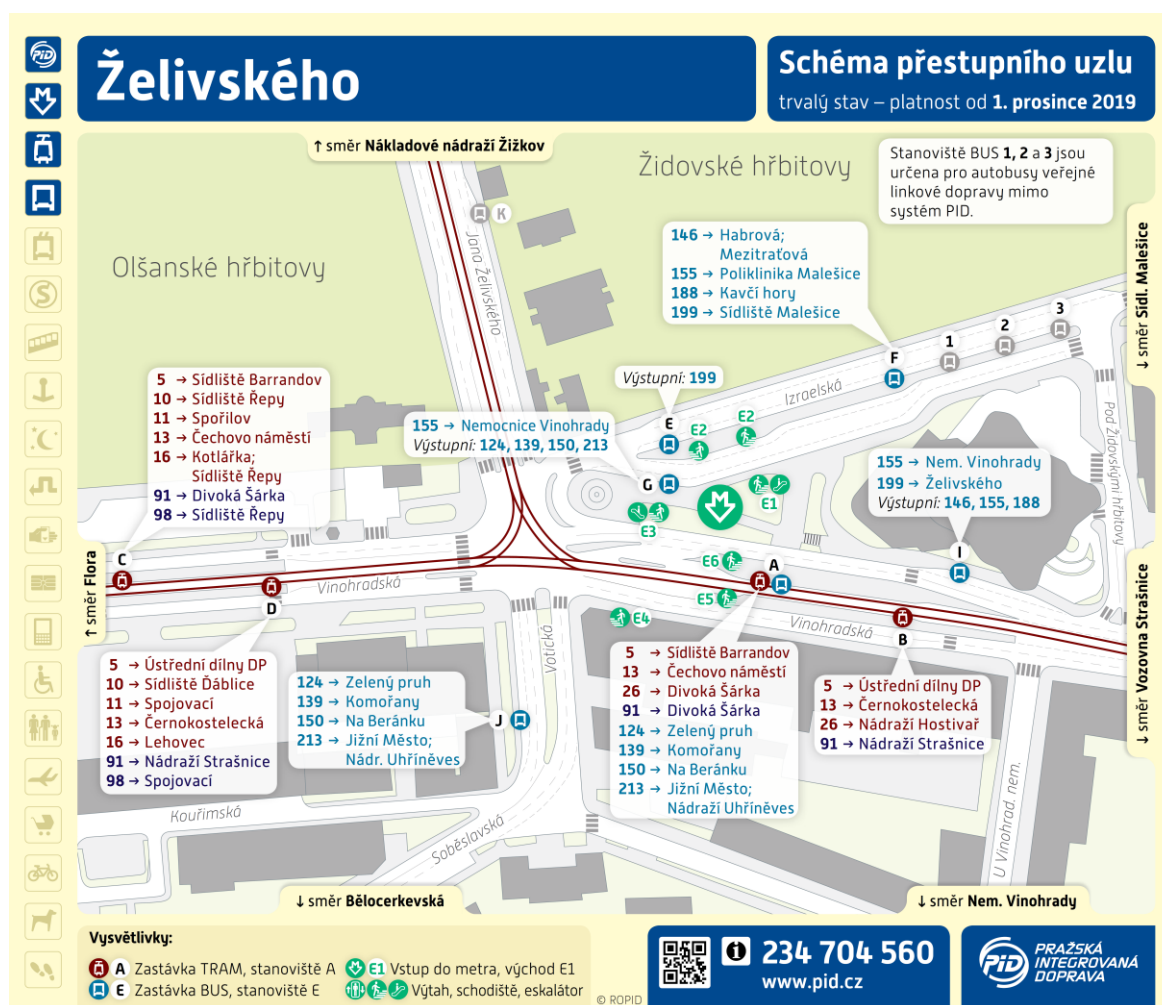 PiD
Želivského
Schéma přestupního uzlu
trvalý stav – platnost od 1. prosince 2019
↑ směr Nákladové nádraží Žižkov
Židovské hřbitovy
Stanoviště BUS 1, 2 a 3 jsou
určena pro autobusy veřejné
linkové dopravy mimo
systém PID.
K
Jana Želivského
Olšanské hřbitovy
146 → Habrová;
Mezitraťová
155 → Poliklinika Malešice
188 → Kavčí hory
199 → Sídliště Malešice
↑ směr Sídl. Malešice
3
2
1
F
Izraelská
Pod Židovskými hřbitovy
5 → Sídliště Barrandov
10 → Sídliště Řepy
11 → Spořilov
13 → Čechovo náměstí
16 → Kotlářka;
Sídliště Řepy
91 → Divoká Šárka
98 → Sídliště Řepy
Výstupní: 199
E
E2
E2
155 → Nemocnice Vinohrady
Výstupní: 124, 139, 150, 213
G
E1
E3
155 → Nem. Vinohrady
199 → Želivského
Výstupní: 146, 155, 188
I
C
↑ směr Flora
Vinohradská
D
E6
A
E5
E4
Vinohradská
B
↓ směr Vozovna Strašnice
Votická
5 → Ústřední dílny DP
10 → Sídliště Ďáblice
11 → Spojovací
13 → Černokostelecká
16 → Lehovec
91 → Nádraží Strašnice
98 → Spojovací
124 → Zelený pruh
139 → Komořany
150 → Na Beránku
213 → Jižní Město;
Nádr. Uhříněves
J
5 → Sídliště Barrandov
13 → Čechovo náměstí
26 → Divoká Šárka
91 → Divoká Šárka
124 → Zelený pruh
139 → Komořany
150 → Na Beránku
213 → Jižní Město;
Nádraží Uhříněves
5 → Ústřední dílny DP
13 → Černokostelecká
26 → Nádraží Hostivař
91 → Nádraží Strašnice
Kouřimská
Soběslavská
U Vinohrad. nem.
↓ směr Bělocerkevská
↓ směr Nem. Vinohrady
Vysvětlivky:
A Zastávka TRAM, stanoviště A
E1 Vstup do metra, východ E1
E Zastávka BUS, stanoviště E
Výtah, schodiště, eskalátor
© ROPID
234 704 560
www.pid.cz
PiD
PRAŽSKÁ
INTEGROVANÁ
DOPRAVA